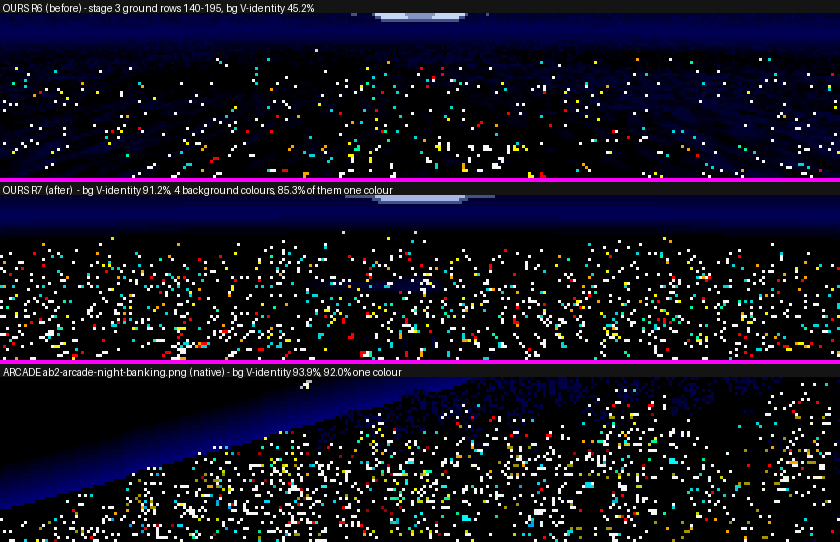 OURS R6 (before) - stage 3 ground rows 140-195, bg V-identity 45.2%
OURS R7 (after) - bg V-identity 91.2%, 4 background colours, 85.3% of them one colour
ARCADE ab2-arcade-night-banking.png (native) - bg V-identity 93.9%, 92.0% one colour